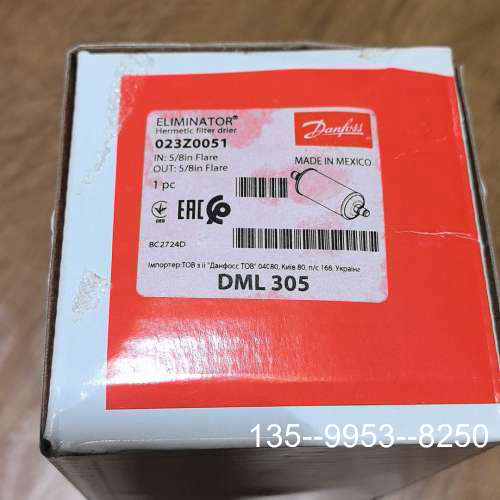 ELIMINATOR®
Hermetic filter drier
023Z0051
IN: 5/8in Flare
OUT: 5/8in Flare
1 pc
Danfoss
MADE IN MEXICO
EAC
BC2724D
Імпортер:ТОВ з іі "Данфосс ТОВ" 04080, Київ 80, п/с 168, Україна
DML 305
135--9953--8250